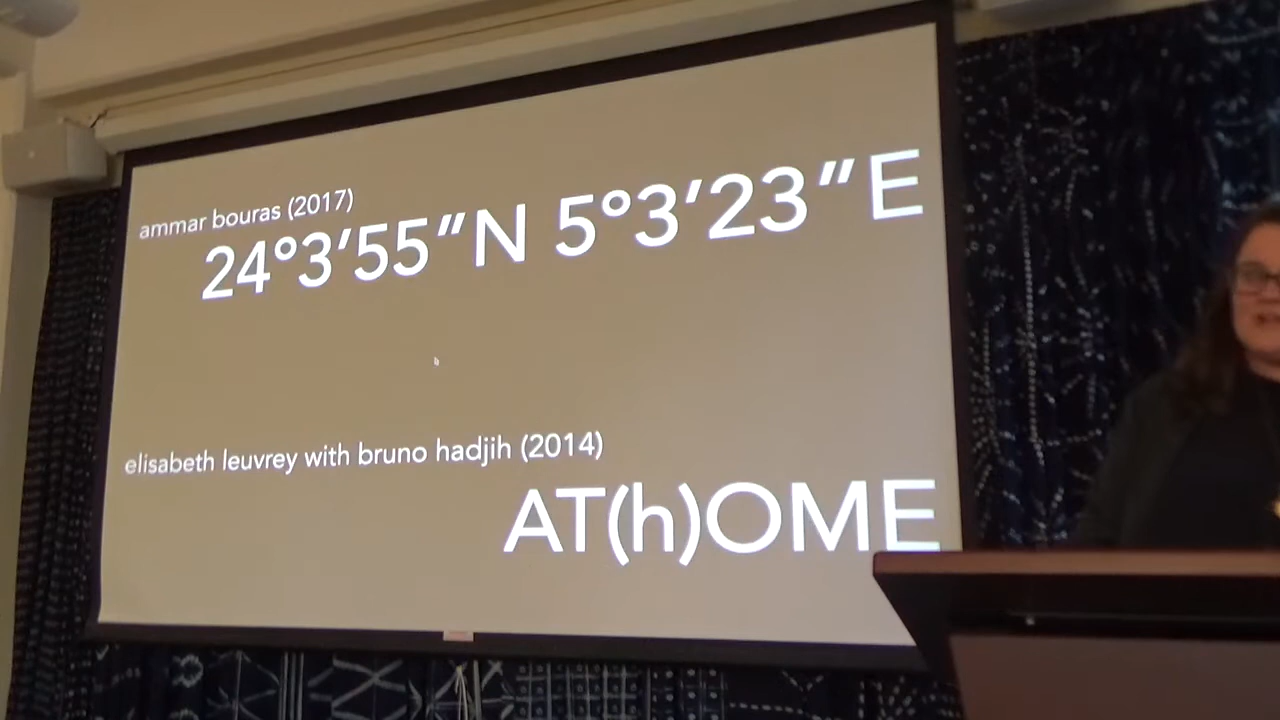 ammar bouras (2017)
24°3′55″N 5°3′23″E
elisabeth leuvrey with bruno hadjih (2014)
AT(h)OME